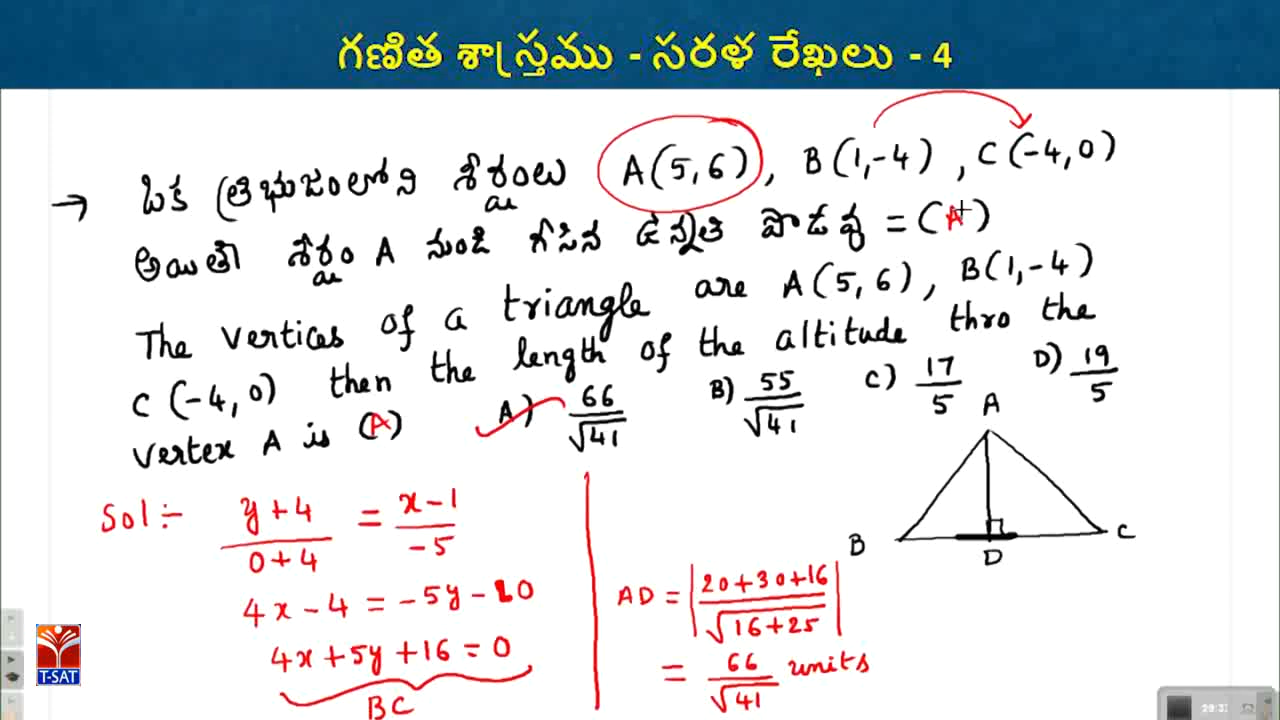 గణిత శాస్త్రము - సరళ రేఖలు - 4
→ ఒక త్రిభుజంలోని శీర్షాలు A(5,6), B(1,-4), C(-4,0)
అయితే శీర్షం A నుండి గీసిన ఉన్నతి పొడవు = (A)
The vertices of a triangle are A(5,6), B(1,-4)
C(-4,0) then the length of the altitude thro the
vertex A is (A) A) 66/√41 B) 55/√41 C) 17/5 D) 19/5
A
B
C
D
Sol :- (y+4)/(0+4) = (x-1)/-5
4x-4 = -5y-20
4x+5y+16=0
BC
AD = |(20+30+16)/√(16+25)|
= 66/√41 units
T-SAT